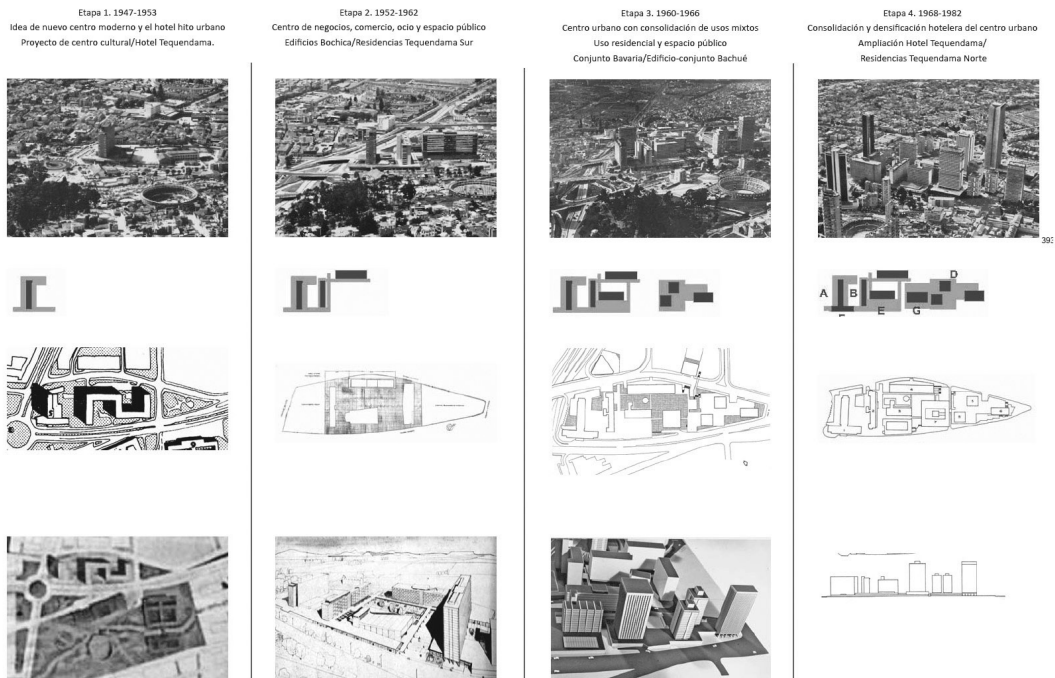 Etapa 1. 1947-1953
Idea de nuevo centro moderno y el hotel hito urbano
Proyecto de centro cultural/Hotel Tequendama.
Etapa 2. 1952-1962
Centro de negocios, comercio, ocio y espacio público
Edificios Bochica/Residencias Tequendama Sur
Etapa 3. 1960-1966
Centro urbano con consolidación de usos mixtos
Uso residencial y espacio público
Conjunto Bavaria/Edificio-conjunto Bachué
Etapa 4. 1968-1982
Consolidación y densificación hotelera del centro urbano
Ampliación Hotel Tequendama/
Residencias Tequendama Norte
393
A
B
E
G
D